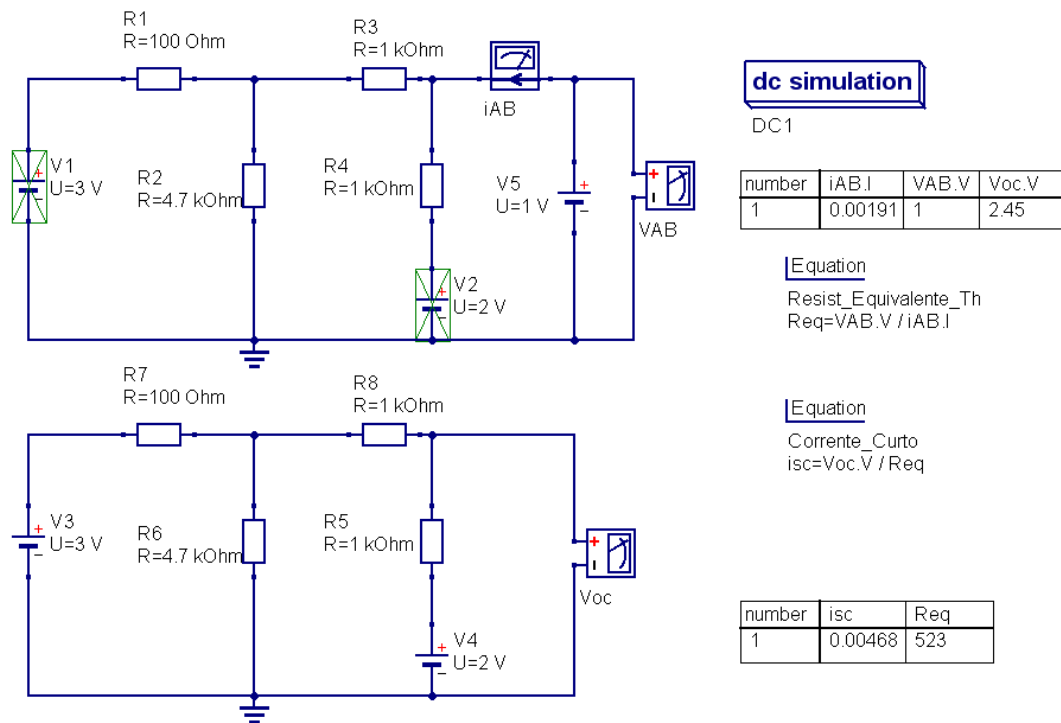 R1
R=100 Ohm
R3
R=1 kOhm
iAB
V1
U=3 V
R2
R=4.7 kOhm
R4
R=1 kOhm
V5
U=1 V
VAB
V2
U=2 V
dc simulation
DC1
number iAB.I VAB.V Voc.V
1 0.00191 1 2.45
Equation
Resist_Equivalente_Th
Req=VAB.V / iAB.I
R7
R=100 Ohm
R8
R=1 kOhm
V3
U=3 V
R6
R=4.7 kOhm
R5
R=1 kOhm
Voc
V4
U=2 V
Equation
Corrente_Curto
isc=Voc.V / Req
number isc Req
1 0.00468 523